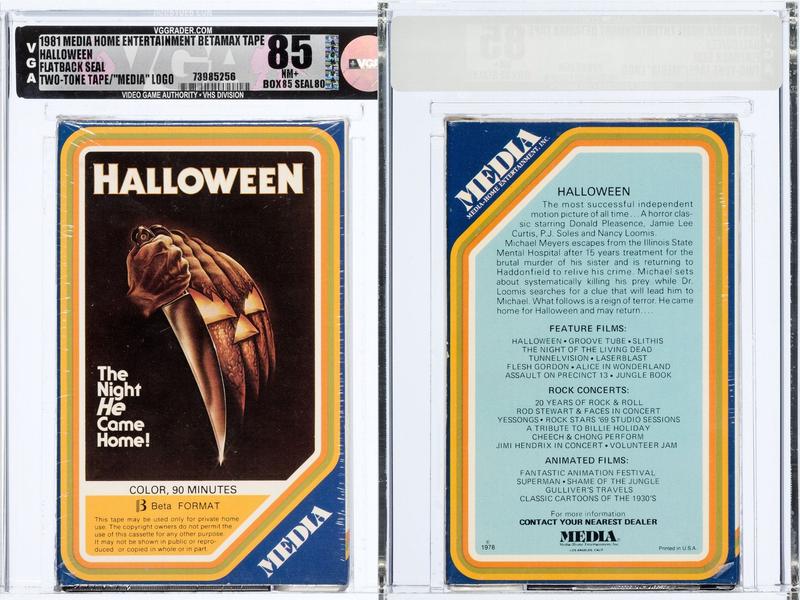 VGGRADER.COM
VGA
1981 MEDIA HOME ENTERTAINMENT BETAMAX TAPE
HALLOWEEN
FLATBACK SEAL
TWO-TONE TAPE/"MEDIA" LOGO
73985256
85
NM+
BOX 85 SEAL 80
VGA
VIDEO GAME AUTHORITY • VHS DIVISION
HALLOWEEN
The
Night
He
Came
Home!
COLOR, 90 MINUTES
B Beta FORMAT
This tape may be used only for private home
use. The copyright owners do not permit the
use of this cassette for any other purpose.
It may not be shown in public or repro-
duced or copied in whole or in part.
MEDIA
MEDIA
MEDIA-HOME ENTERTAINMENT, INC.
HALLOWEEN
The most successful independent
motion picture of all time... A horror clas-
sic starring Donald Pleasence, Jamie Lee
Curtis, P.J. Soles and Nancy Loomis.
Michael Meyers escapes from the Illinois State
Mental Hospital after 15 years treatment for the
brutal murder of his sister and is returning to
Haddonfield to relive his crime. Michael sets
about systematically killing his prey while Dr.
Loomis searches for a clue that will lead him to
Michael. What follows is a reign of terror. He came
home for Halloween and may return....
FEATURE FILMS:
HALLOWEEN • GROOVE TUBE • SLITHIS
THE NIGHT OF THE LIVING DEAD
TUNNELVISION • LASERBLAST
FLESH GORDON • ALICE IN WONDERLAND
ASSAULT ON PRECINCT 13 • JUNGLE BOOK
ROCK CONCERTS:
20 YEARS OF ROCK & ROLL
ROD STEWART & FACES IN CONCERT
YESSONGS • ROCK STARS '69 STUDIO SESSIONS
A TRIBUTE TO BILLIE HOLIDAY
CHEECH & CHONG PERFORM
JIMI HENDRIX IN CONCERT • VOLUNTEER JAM
ANIMATED FILMS:
FANTASTIC ANIMATION FESTIVAL
SUPERMAN • SHAME OF THE JUNGLE
GULLIVER'S TRAVELS
CLASSIC CARTOONS OF THE 1930'S
For more information
CONTACT YOUR NEAREST DEALER
MEDIA
Media Home Entertainment, Inc.
LOS ANGELES, CALIF.
©
1978
Printed in U.S.A.